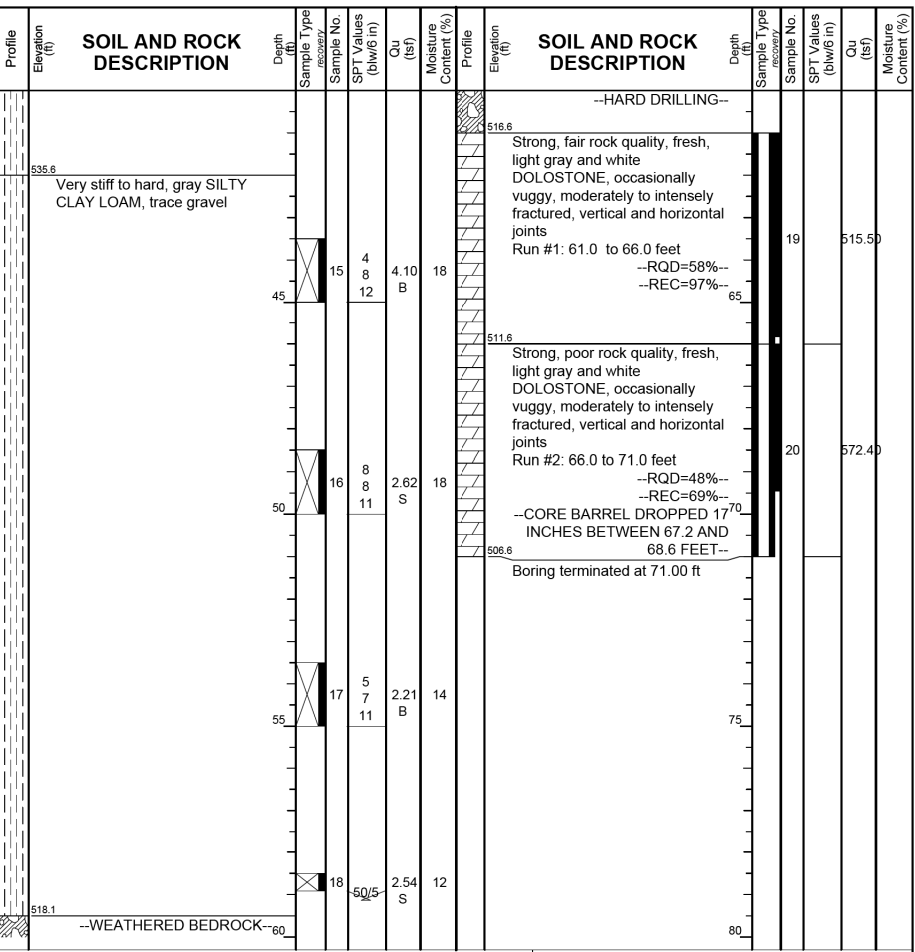 Profile
Elevation (ft)
SOIL AND ROCK
DESCRIPTION
Depth (ft)
Sample Type
recovery
Sample No.
SPT Values
(blw/6 in)
Qu
(tsf)
Moisture
Content (%)
535.6
Very stiff to hard, gray SILTY
CLAY LOAM, trace gravel
45
15
4
8
12
4.10
B
18
50
16
8
8
11
2.62
S
18
55
17
5
7
11
2.21
B
14
18
50/5
2.54
S
12
518.1
--WEATHERED BEDROCK--
60
Profile
Elevation (ft)
SOIL AND ROCK
DESCRIPTION
Depth (ft)
Sample Type
recovery
Sample No.
SPT Values
(blw/6 in)
Qu
(tsf)
Moisture
Content (%)
--HARD DRILLING--
516.6
Strong, fair rock quality, fresh,
light gray and white
DOLOSTONE, occasionally
vuggy, moderately to intensely
fractured, vertical and horizontal
joints
Run #1: 61.0 to 66.0 feet
--RQD=58%--
--REC=97%--
65
19
515.50
511.6
Strong, poor rock quality, fresh,
light gray and white
DOLOSTONE, occasionally
vuggy, moderately to intensely
fractured, vertical and horizontal
joints
Run #2: 66.0 to 71.0 feet
--RQD=48%--
--REC=69%--
--CORE BARREL DROPPED 17
INCHES BETWEEN 67.2 AND
68.6 FEET--
70
20
572.40
506.6
Boring terminated at 71.00 ft
75
80